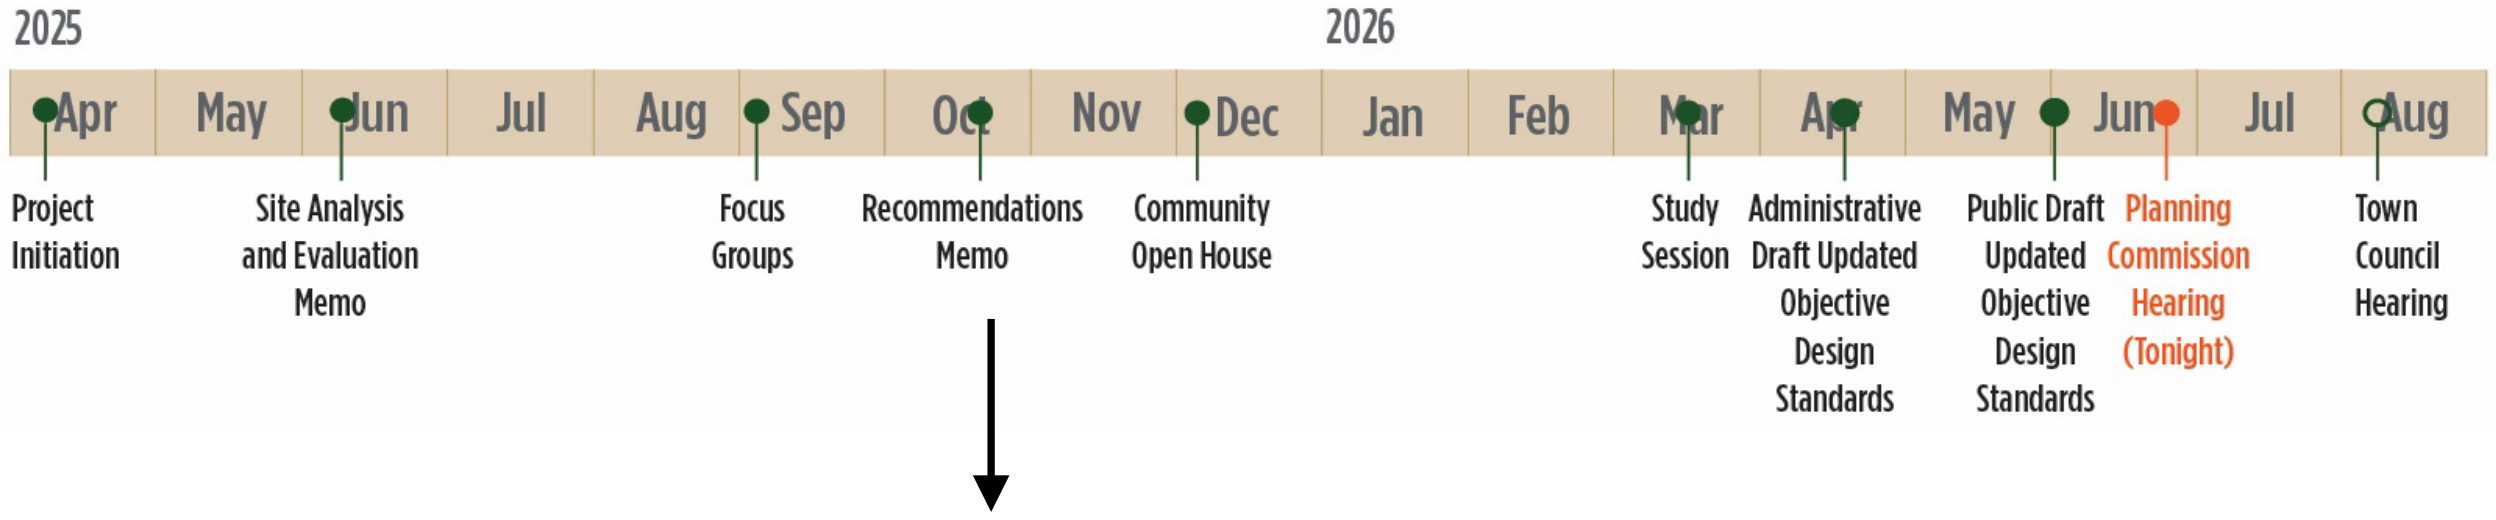 2025
2026
Apr May Jun Jul Aug Sep Oct Nov Dec Jan Feb Mar Apr May Jun Jul Aug
Project
Initiation
Site Analysis
and Evaluation
Memo
Focus
Groups
Recommendations
Memo
Community
Open House
Study
Session
Administrative
Draft Updated
Objective
Design
Standards
Public Draft
Updated
Objective
Design
Standards
Planning
Commission
Hearing
(Tonight)
Town
Council
Hearing